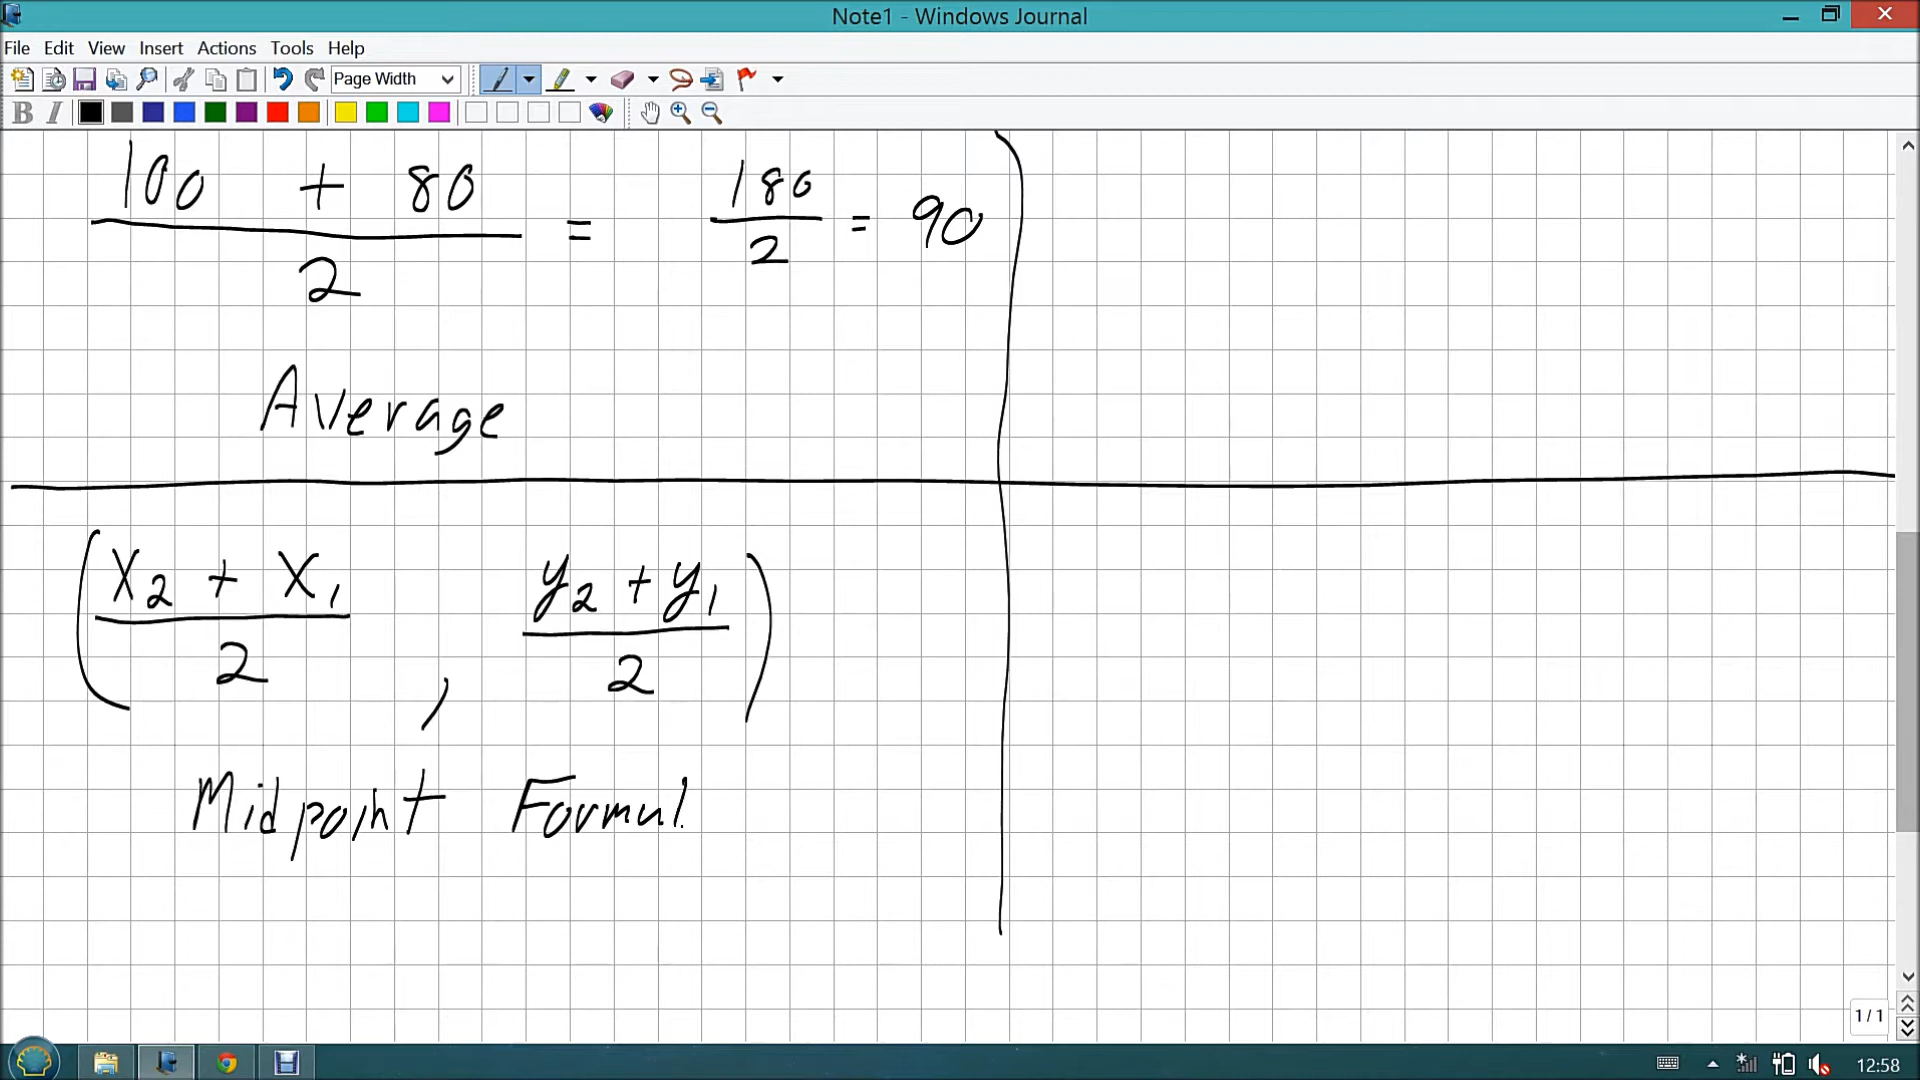 Note1 - Windows Journal
File Edit View Insert Actions Tools Help
Page Width
B I
100 + 80 / 2 = 180 / 2 = 90
Average
( X₂ + X₁ / 2 , y₂ + y₁ / 2 )
Midpoint Formul
1 / 1
12:58